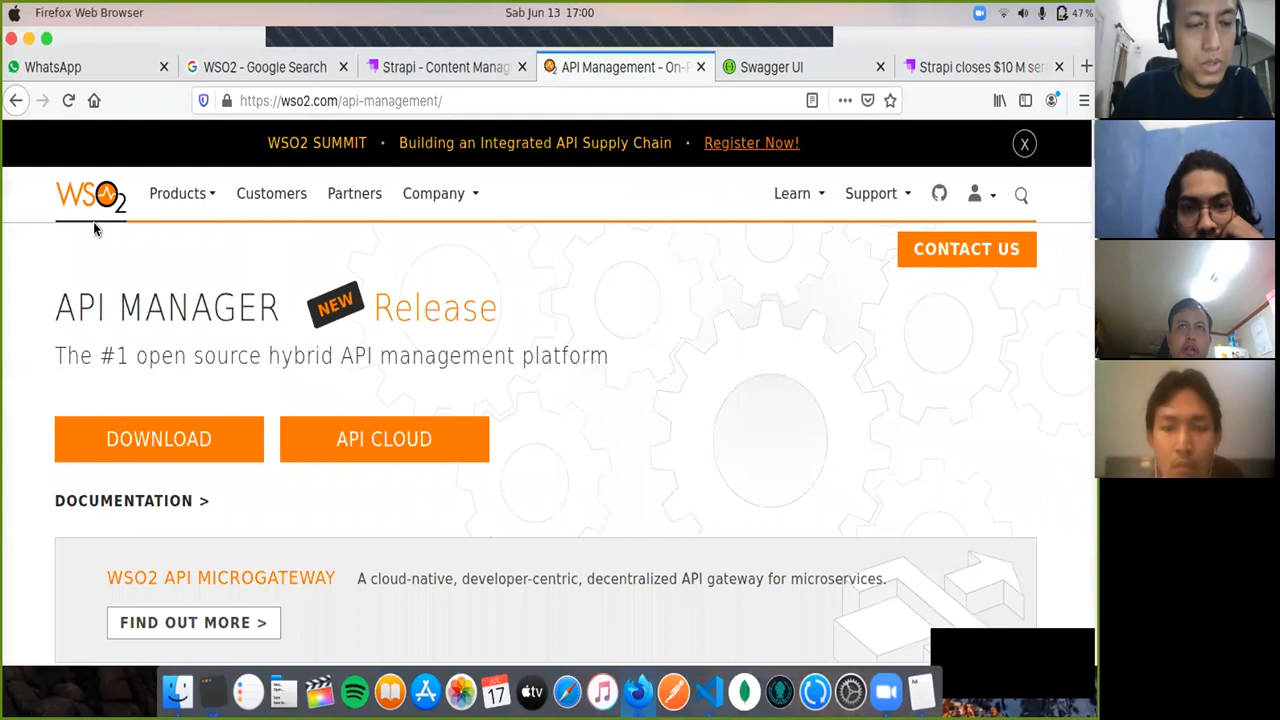 Firefox Web Browser
Sab Jun 13 17:00
47%
WhatsApp
WSO2 - Google Search
Strapi - Content Manag
API Management - On-P
Swagger UI
Strapi closes $10 M ser
https://wso2.com/api-management/
WSO2 SUMMIT · Building an Integrated API Supply Chain · Register Now!
X
WSO2
Products
Customers
Partners
Company
Learn
Support
CONTACT US
API MANAGER NEW Release
The #1 open source hybrid API management platform
DOWNLOAD
API CLOUD
DOCUMENTATION >
WSO2 API MICROGATEWAY
A cloud-native, developer-centric, decentralized API gateway for microservices.
FIND OUT MORE >
JUL
17
tv